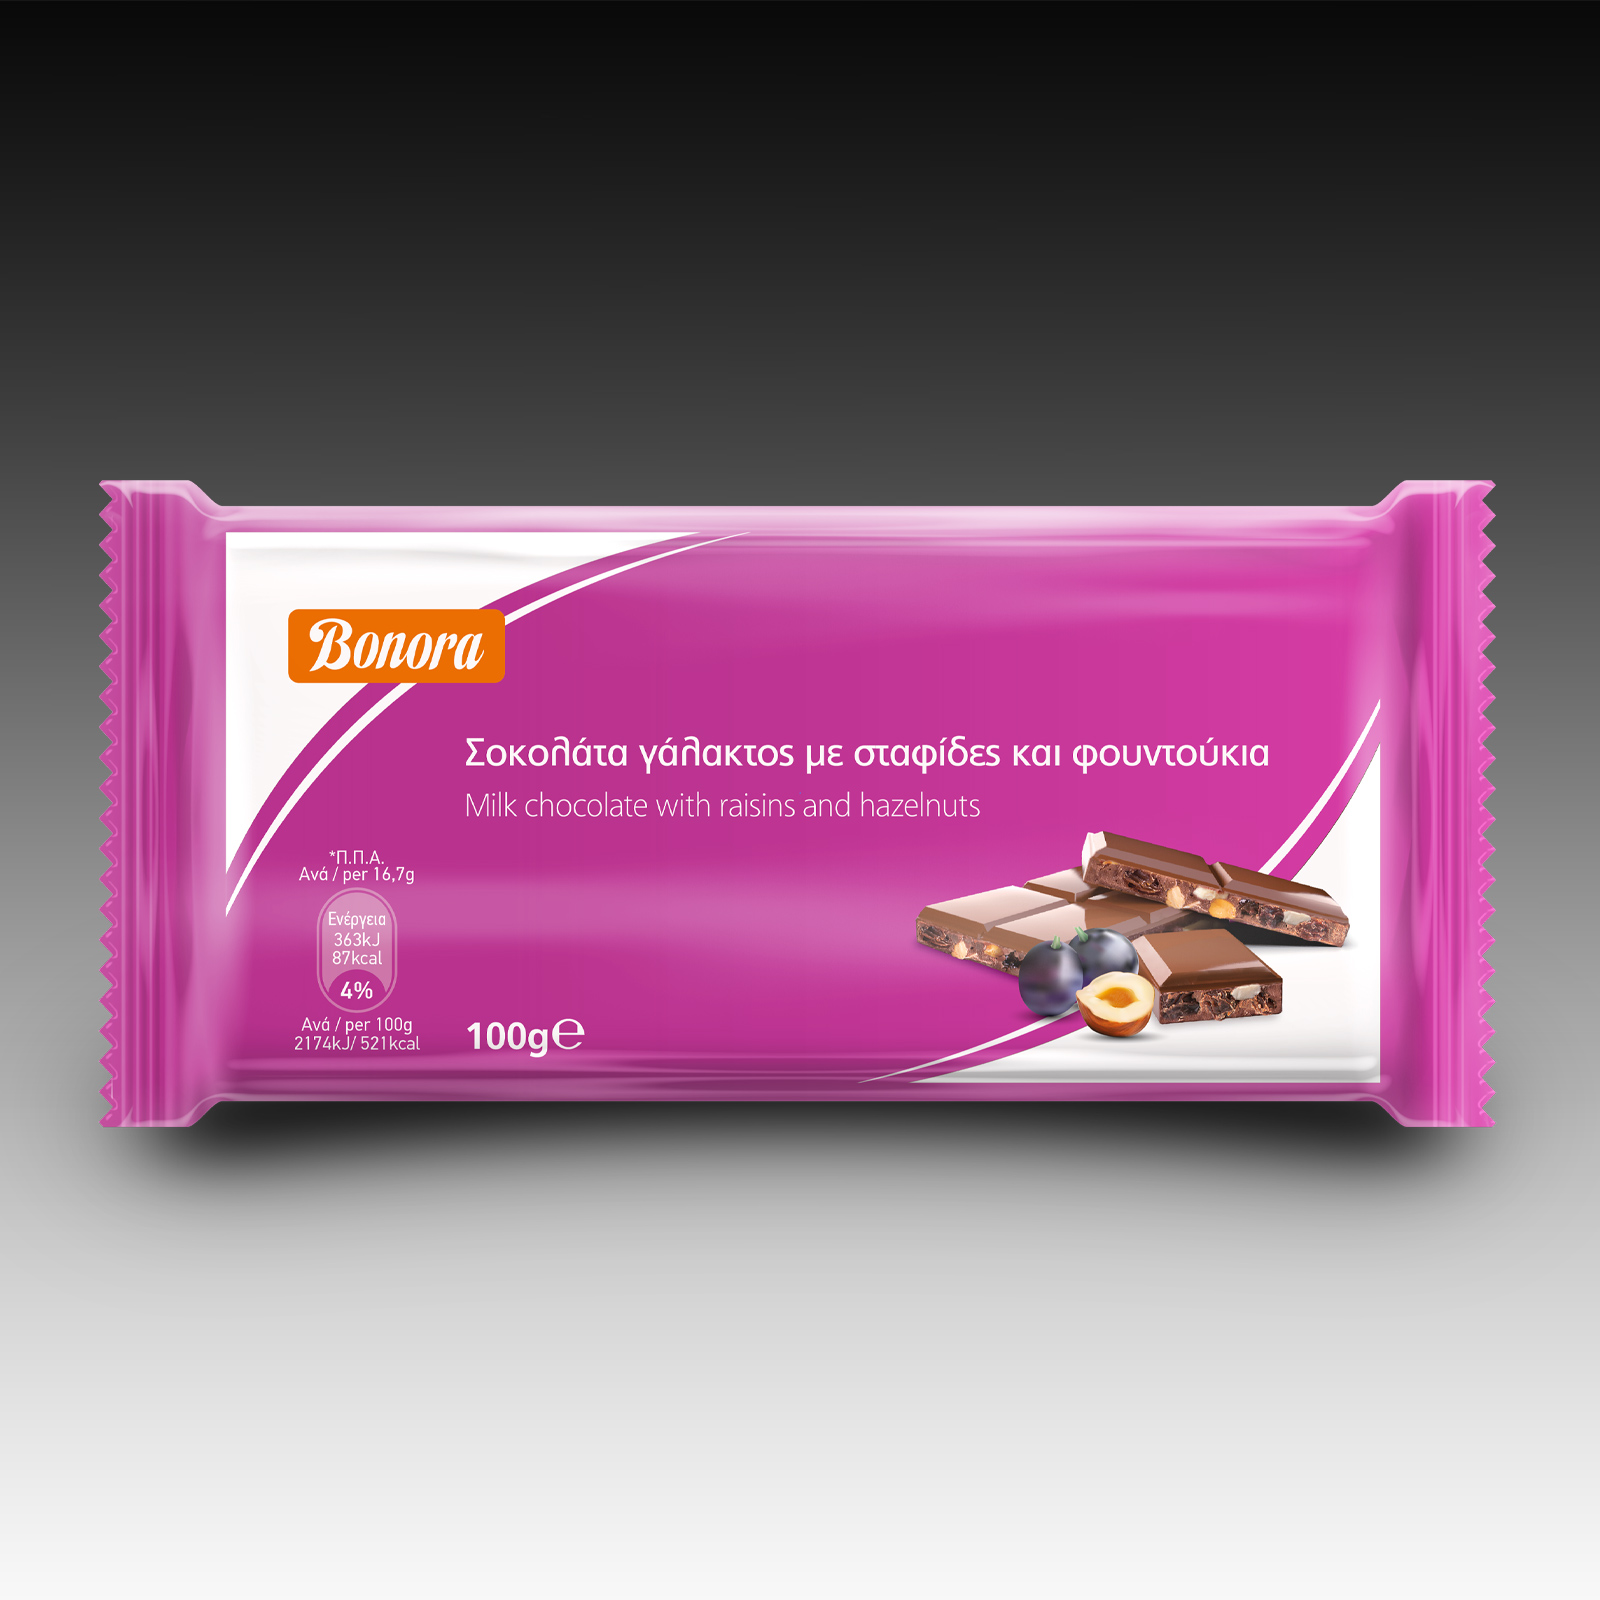 Bonora
Σοκολάτα γάλακτος με σταφίδες και φουντούκια
Milk chocolate with raisins and hazelnuts
*Π.Π.Α.
Ανά / per 16,7g
Ενέργεια
363kJ
87kcal
4%
Ανά / per 100g
2174kJ/ 521kcal
100g℮